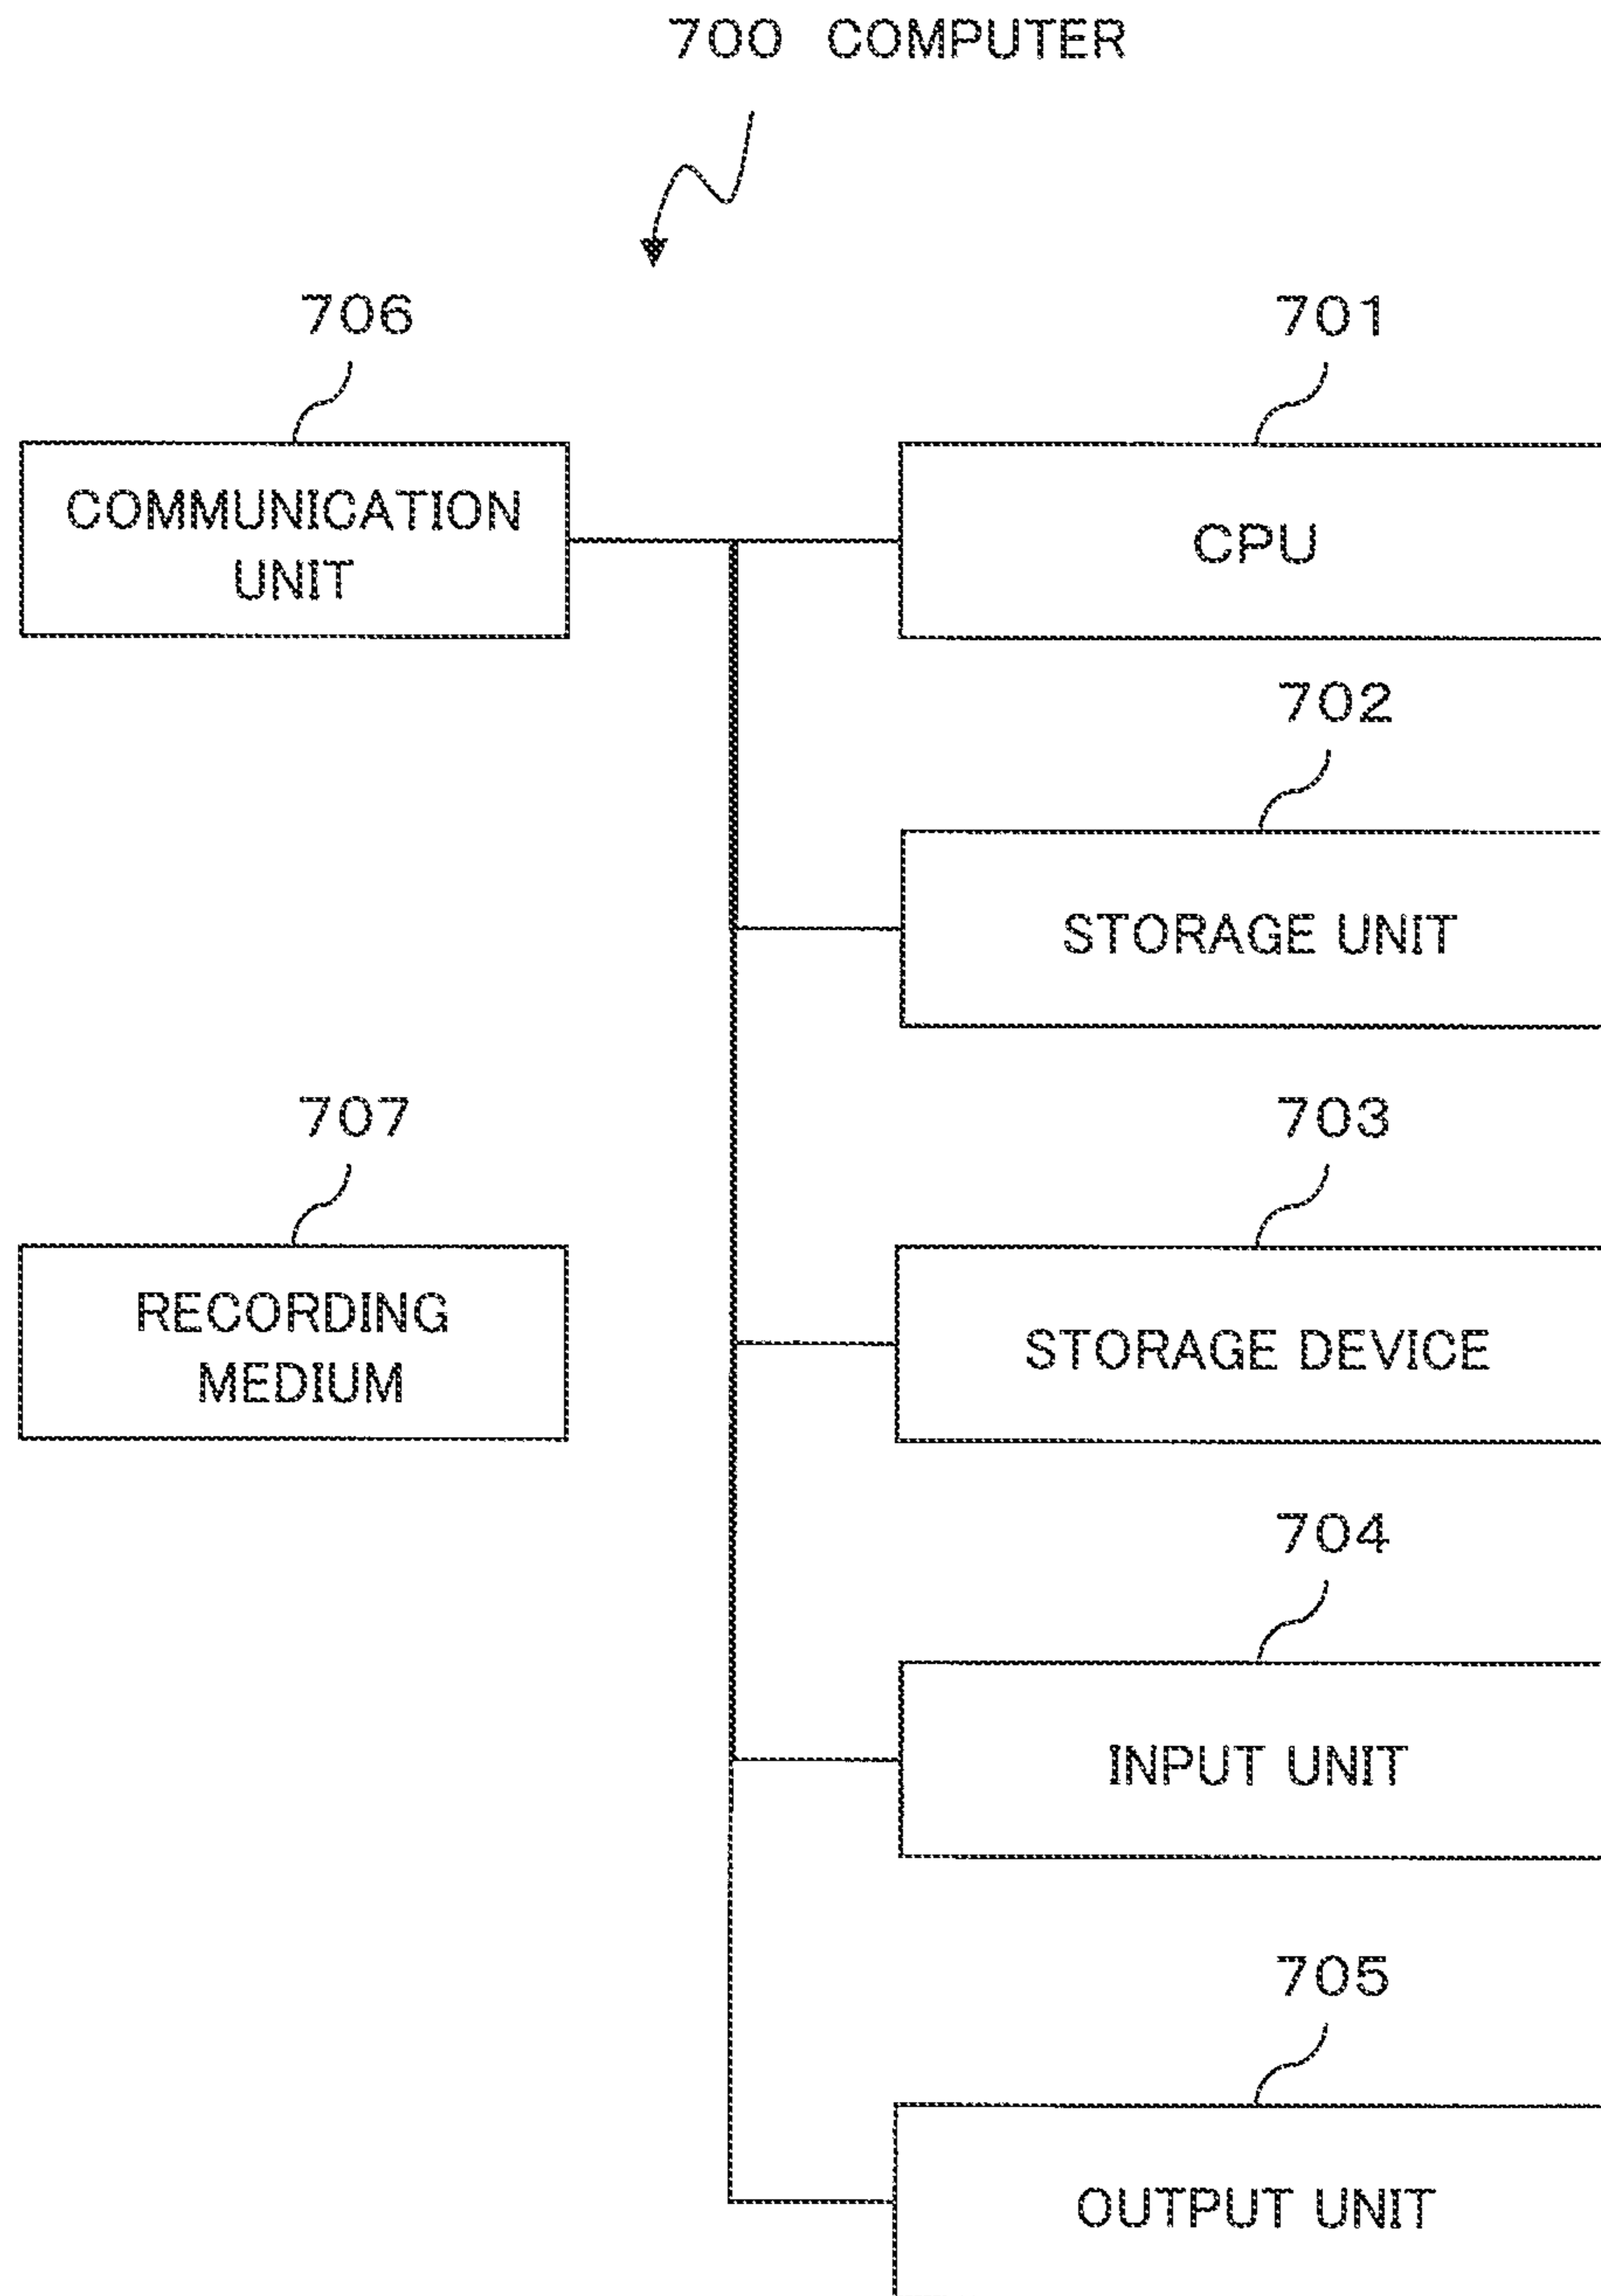 700 COMPUTER
706
COMMUNICATION
UNIT
701
CPU
702
STORAGE UNIT
707
RECORDING
MEDIUM
703
STORAGE DEVICE
704
INPUT UNIT
705
OUTPUT UNIT